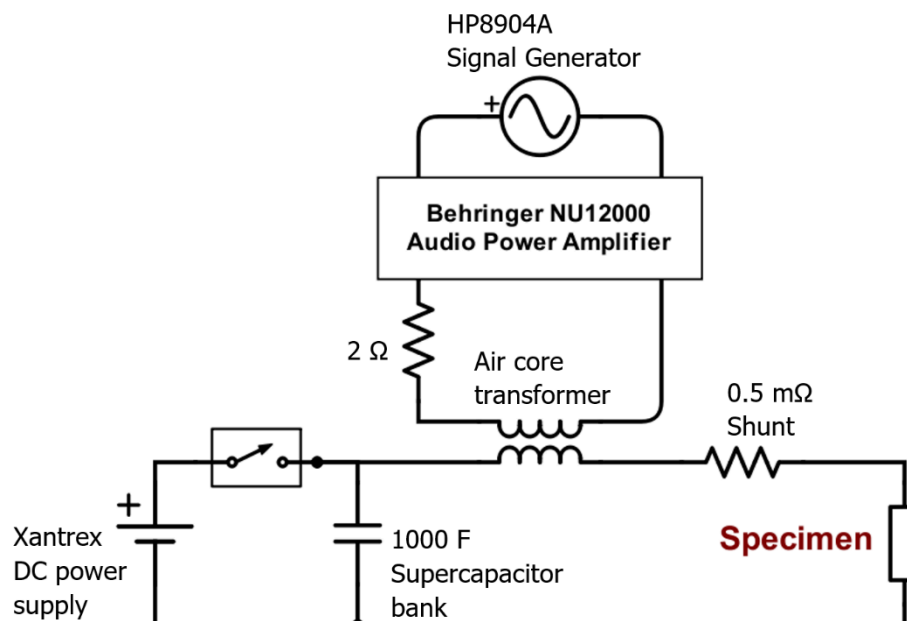 HP8904A
Signal Generator
+
Behringer NU12000
Audio Power Amplifier
2 Ω
Air core
transformer
0.5 mΩ
Shunt
+
Xantrex
DC power
supply
1000 F
Supercapacitor
bank
Specimen